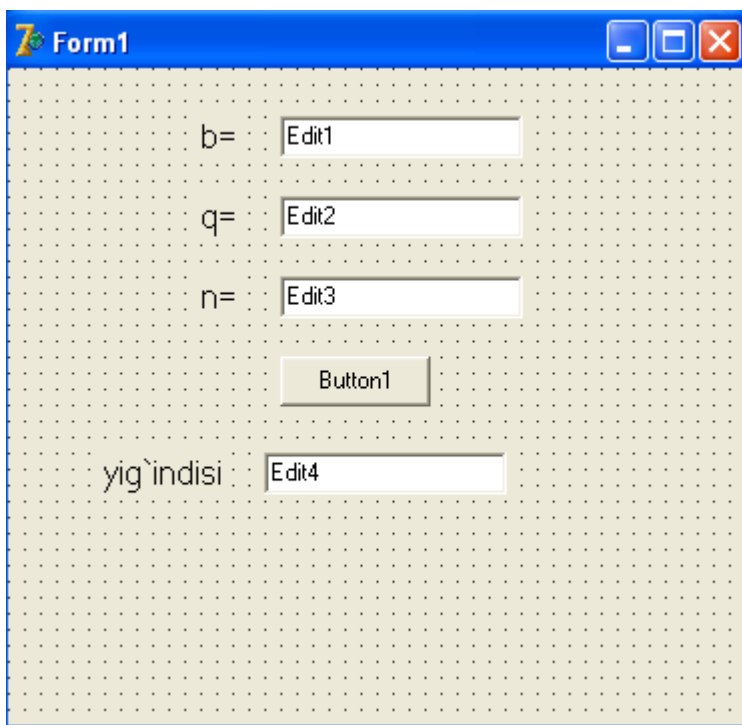 Form1
b= Edit1
q= Edit2
n= Edit3
Button1
yig`indisi Edit4